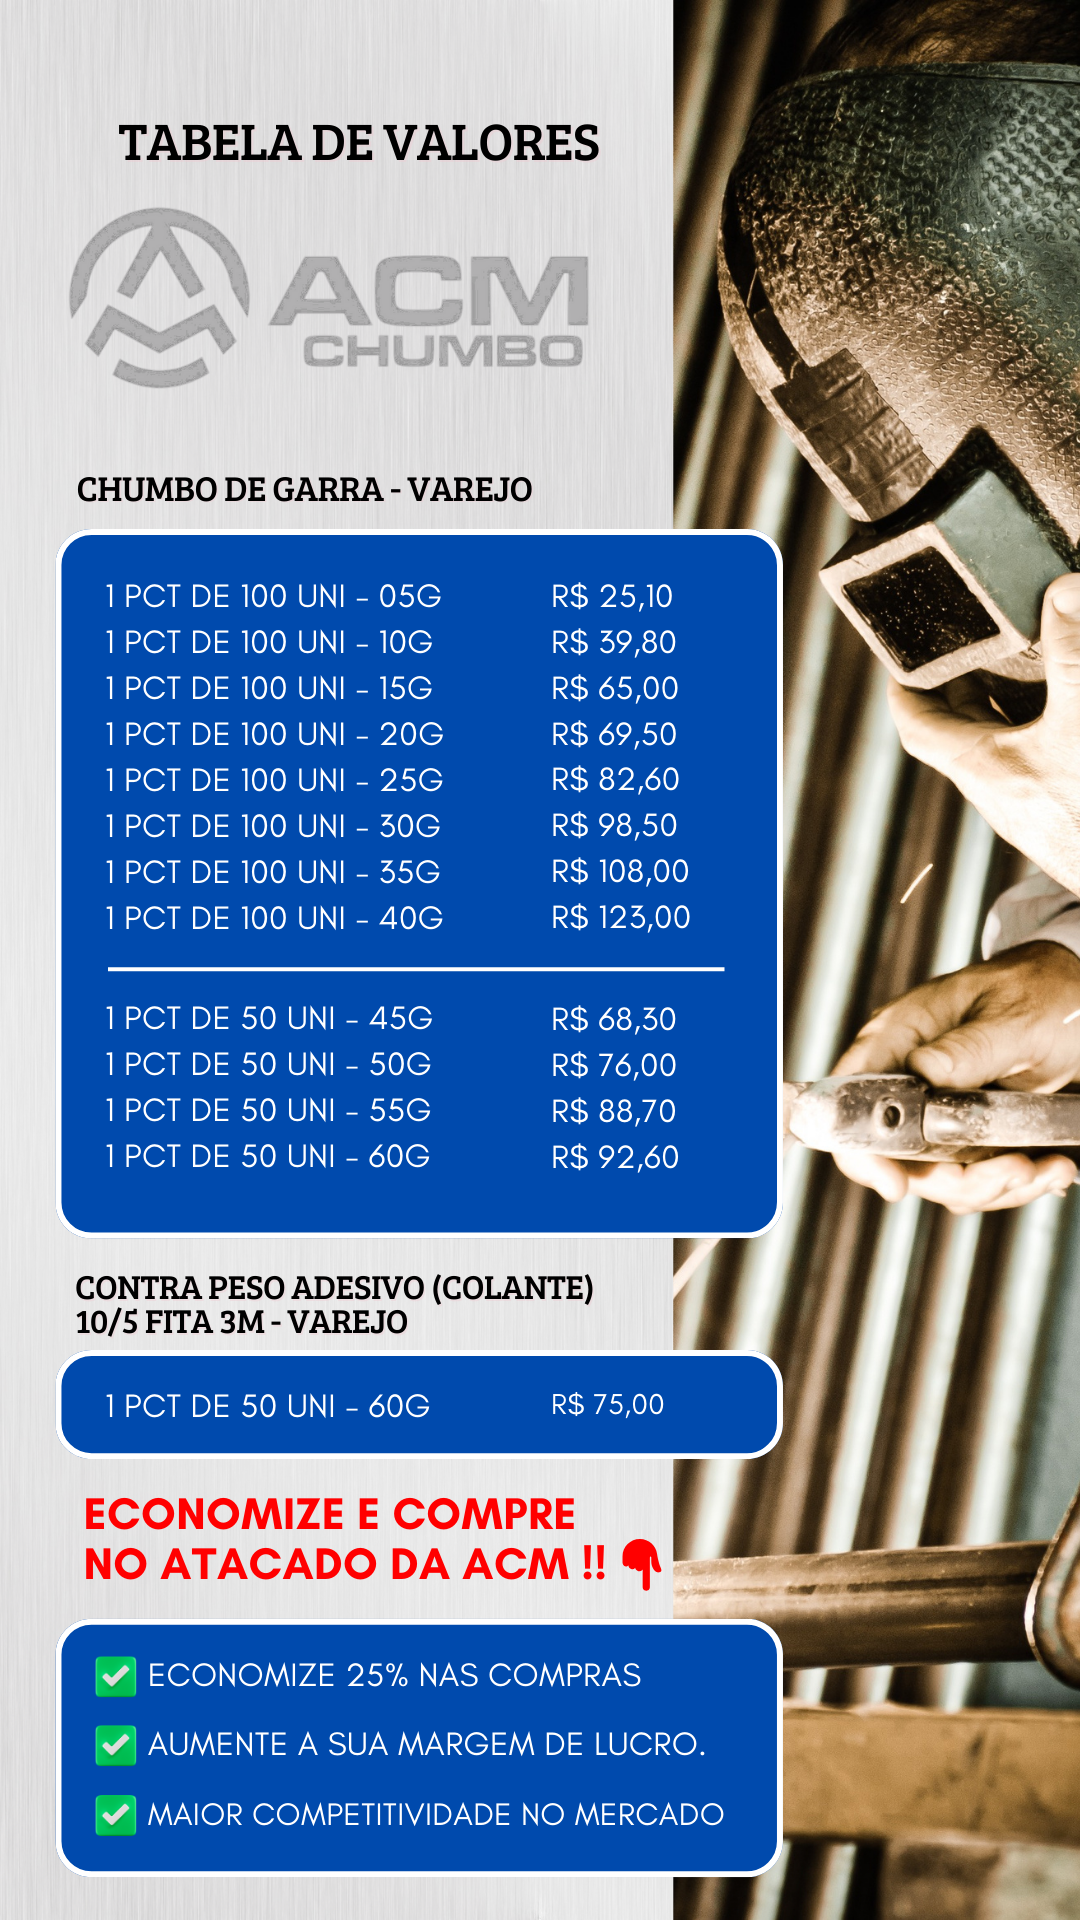 TABELA DE VALORES
ACM
CHUMBO
CHUMBO DE GARRA - VAREJO
1 PCT DE 100 UNI - 05G R$ 25,10
1 PCT DE 100 UNI - 10G R$ 39,80
1 PCT DE 100 UNI - 15G R$ 65,00
1 PCT DE 100 UNI - 20G R$ 69,50
1 PCT DE 100 UNI - 25G R$ 82,60
1 PCT DE 100 UNI - 30G R$ 98,50
1 PCT DE 100 UNI - 35G R$ 108,00
1 PCT DE 100 UNI - 40G R$ 123,00
1 PCT DE 50 UNI - 45G R$ 68,30
1 PCT DE 50 UNI - 50G R$ 76,00
1 PCT DE 50 UNI - 55G R$ 88,70
1 PCT DE 50 UNI - 60G R$ 92,60
CONTRA PESO ADESIVO (COLANTE)
10/5 FITA 3M - VAREJO
1 PCT DE 50 UNI - 60G R$ 75,00
ECONOMIZE E COMPRE
NO ATACADO DA ACM !!
ECONOMIZE 25% NAS COMPRAS
AUMENTE A SUA MARGEM DE LUCRO.
MAIOR COMPETITIVIDADE NO MERCADO